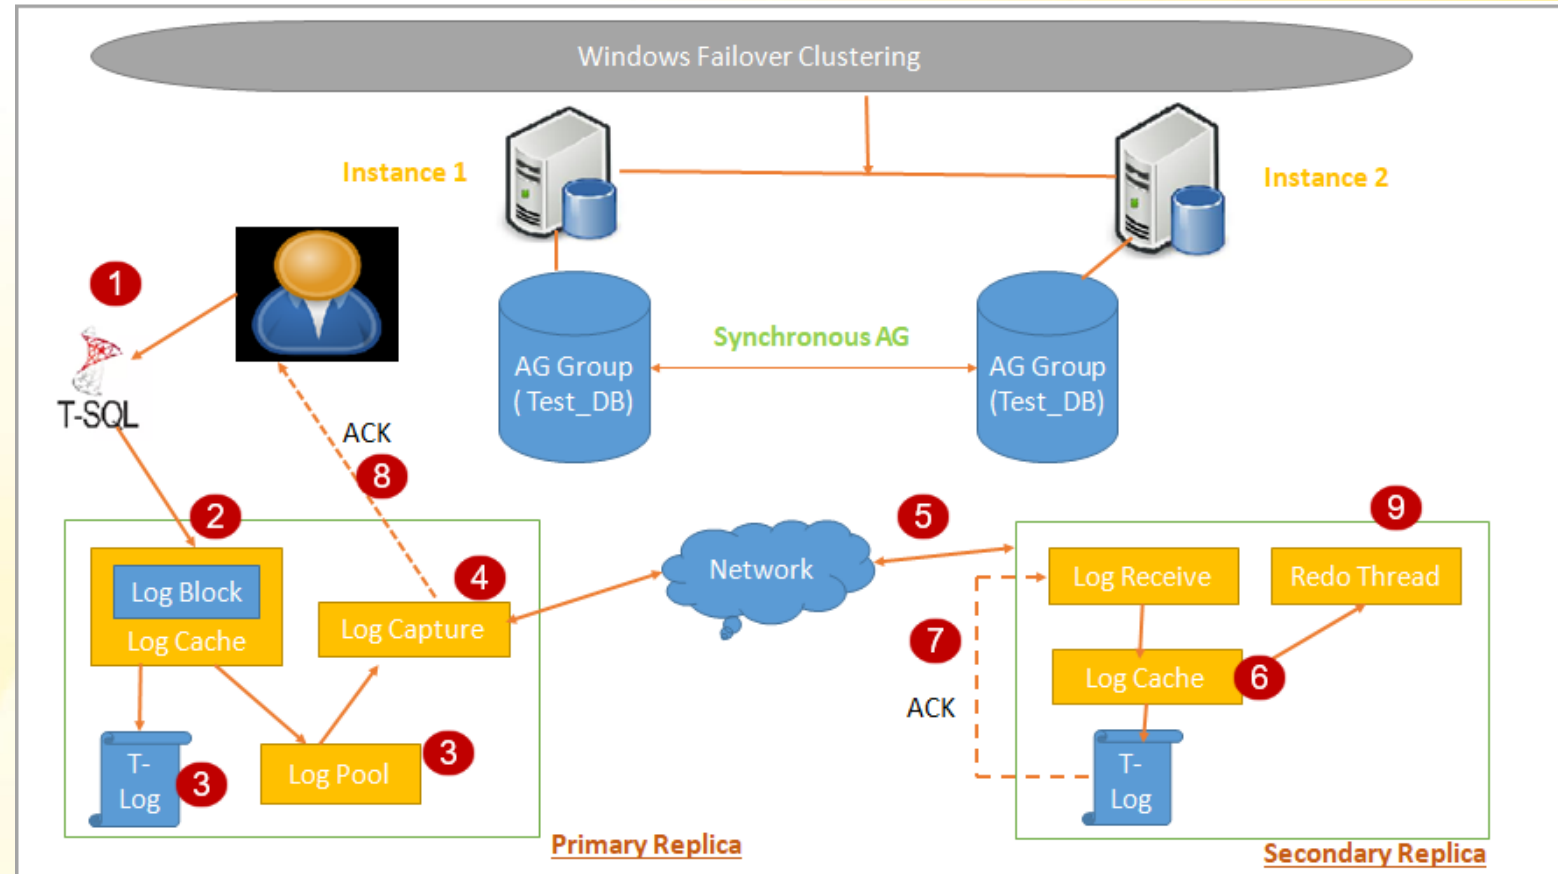 Windows Failover Clustering
Instance 1
Instance 2
1
T-SQL
AG Group
( Test_DB)
Synchronous AG
AG Group
(Test_DB)
ACK
8
2
Log Block
Log Cache
4
Log Capture
T-
Log
3
Log Pool
3
Primary Replica
Network
5
9
Log Receive
Redo Thread
7
ACK
Log Cache
6
T-
Log
Secondary Replica